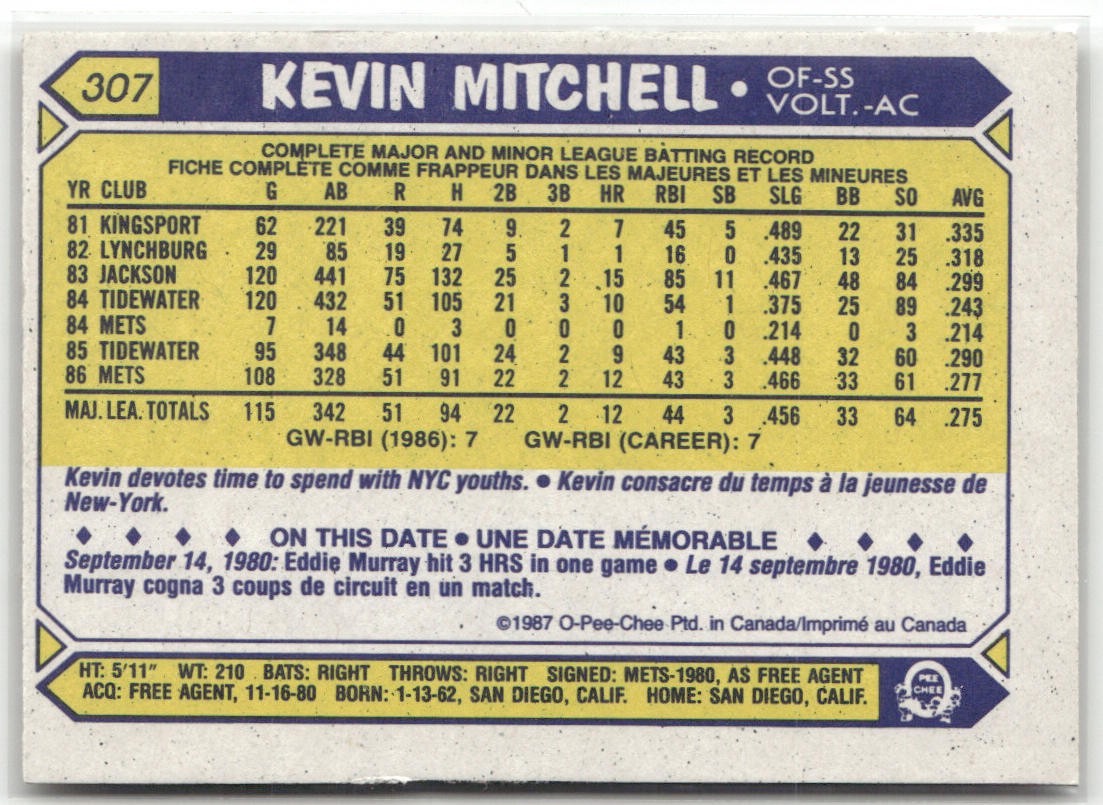 307 KEVIN MITCHELL • OF-SS
VOLT.-AC
COMPLETE MAJOR AND MINOR LEAGUE BATTING RECORD
FICHE COMPLÈTE COMME FRAPPEUR DANS LES MAJEURES ET LES MINEURES
YR CLUB G AB R H 2B 3B HR RBI SB SLG BB SO AVG
81 KINGSPORT 62 221 39 74 9 2 7 45 5 .489 22 31 .335
82 LYNCHBURG 29 85 19 27 5 1 1 16 0 .435 13 25 .318
83 JACKSON 120 441 75 132 25 2 15 85 11 .467 48 84 .299
84 TIDEWATER 120 432 51 105 21 3 10 54 1 .375 25 89 .243
84 METS 7 14 0 3 0 0 0 1 0 .214 0 3 .214
85 TIDEWATER 95 348 44 101 24 2 9 43 3 .448 32 60 .290
86 METS 108 328 51 91 22 2 12 43 3 .466 33 61 .277
MAJ. LEA. TOTALS 115 342 51 94 22 2 12 44 3 .456 33 64 .275
GW-RBI (1986): 7 GW-RBI (CAREER): 7
Kevin devotes time to spend with NYC youths. • Kevin consacre du temps à la jeunesse de
New-York.
♦ ♦ ♦ ♦ ON THIS DATE • UNE DATE MÉMORABLE ♦ ♦ ♦ ♦
September 14, 1980: Eddie Murray hit 3 HRS in one game • Le 14 septembre 1980, Eddie
Murray cogna 3 coups de circuit en un match.
©1987 O-Pee-Chee Ptd. in Canada/Imprimé au Canada
HT: 5'11" WT: 210 BATS: RIGHT THROWS: RIGHT SIGNED: METS-1980, AS FREE AGENT
ACQ: FREE AGENT, 11-16-80 BORN: 1-13-62, SAN DIEGO, CALIF. HOME: SAN DIEGO, CALIF.
PEE
CHEE